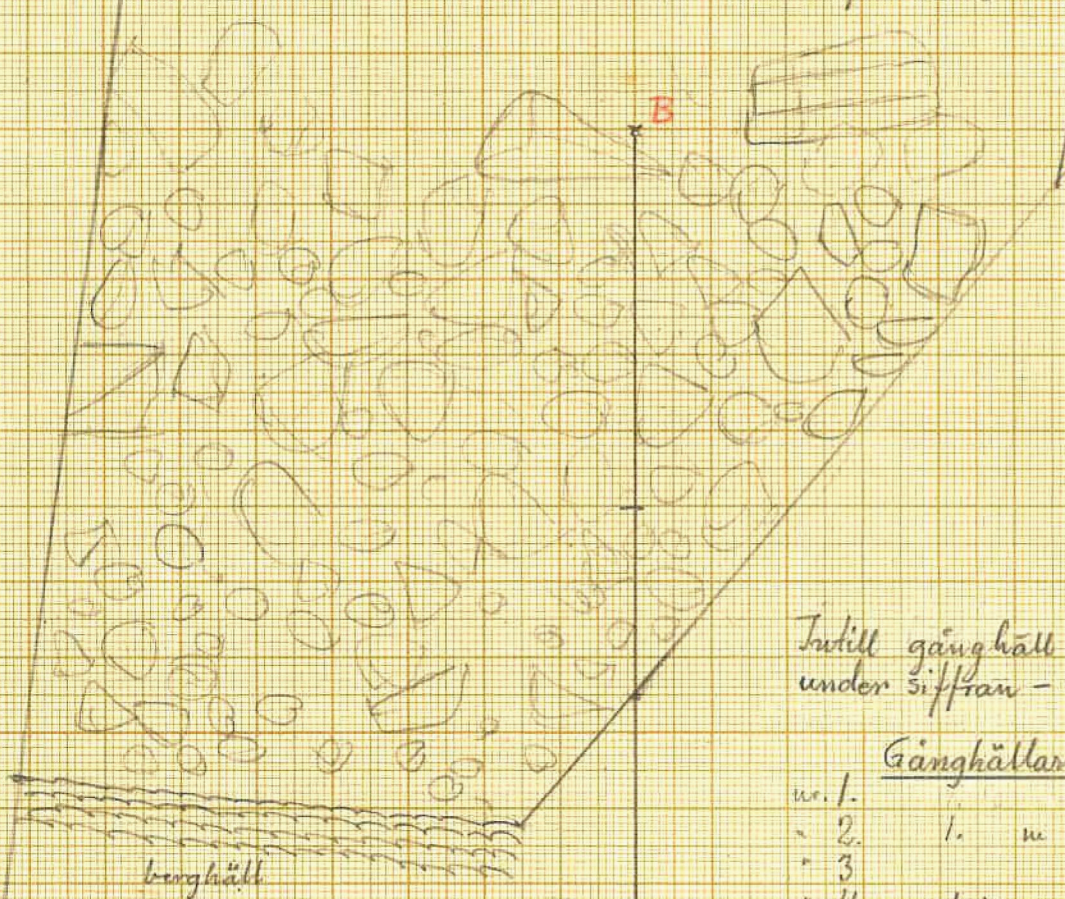 B
Intill gånghäll
under siffran –
Gånghällar
nr. 1.
" 2. 1. m
" 3
berghäll